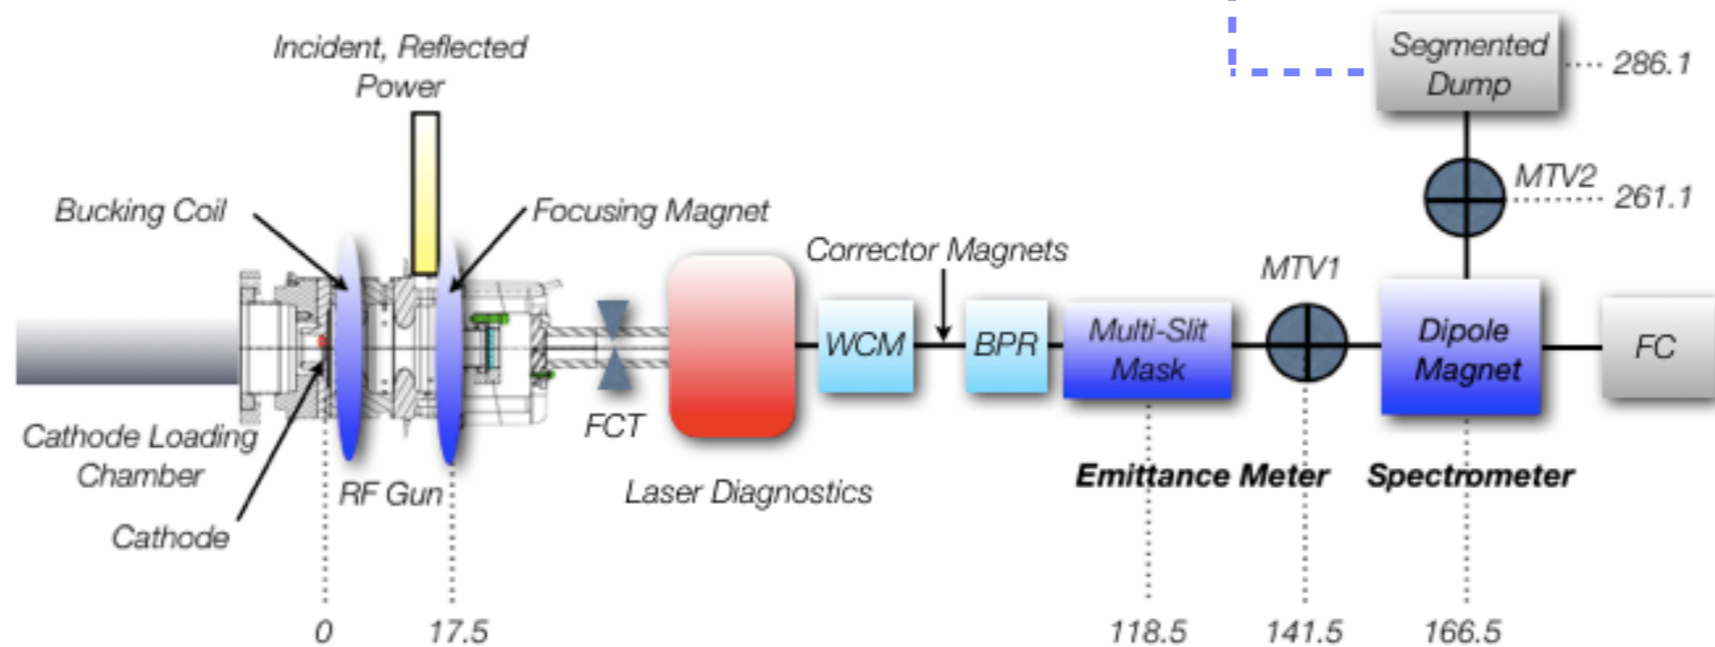 Incident, Reflected
Power
Segmented
Dump
286.1
MTV2
261.1
Bucking Coil
Focusing Magnet
Corrector Magnets
MTV1
WCM
BPR
Multi-Slit
Mask
Dipole
Magnet
FC
FCT
Cathode Loading
Chamber
RF Gun
Laser Diagnostics
Emittance Meter
Spectrometer
Cathode
0
17.5
118.5
141.5
166.5